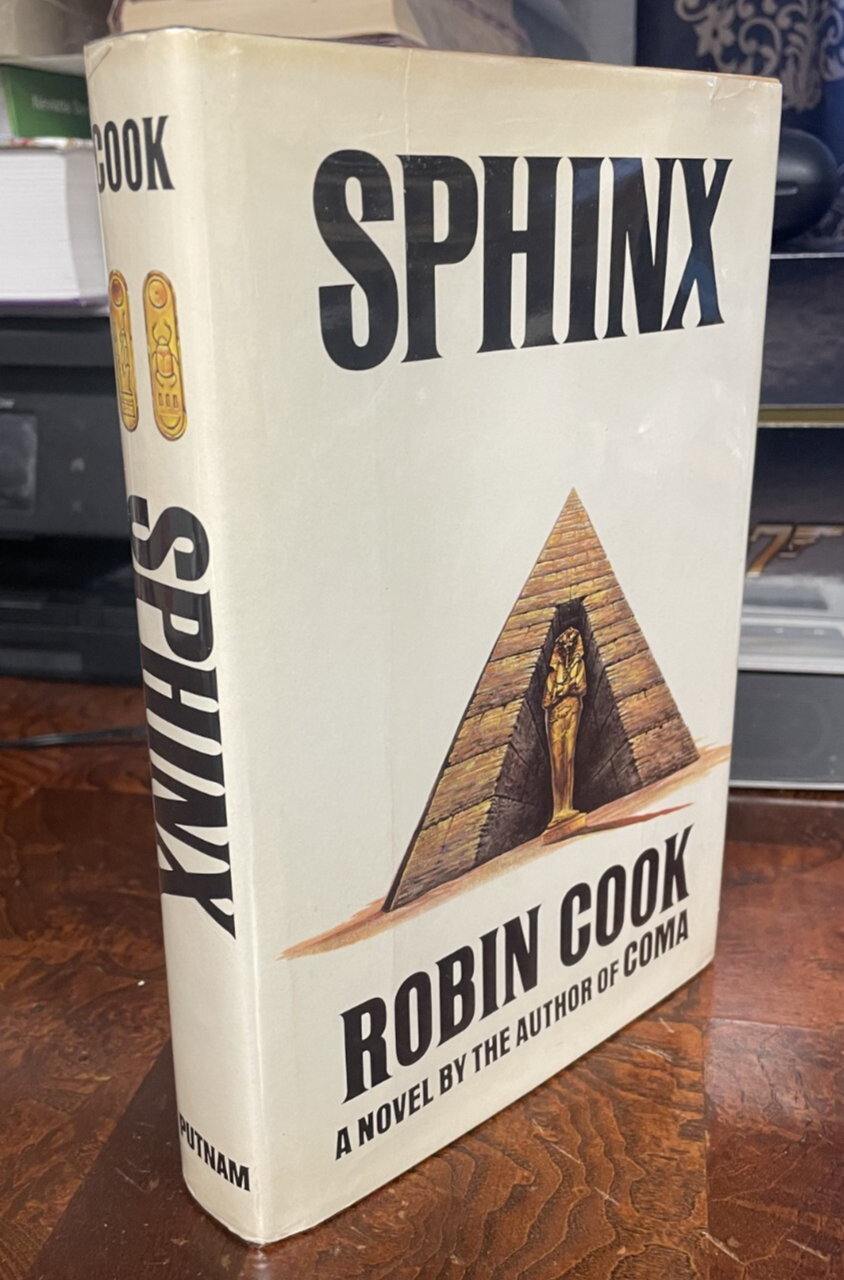 COOK
SPHINX
PUTNAM
SPHINX
ROBIN COOK
A NOVEL BY THE AUTHOR OF COMA